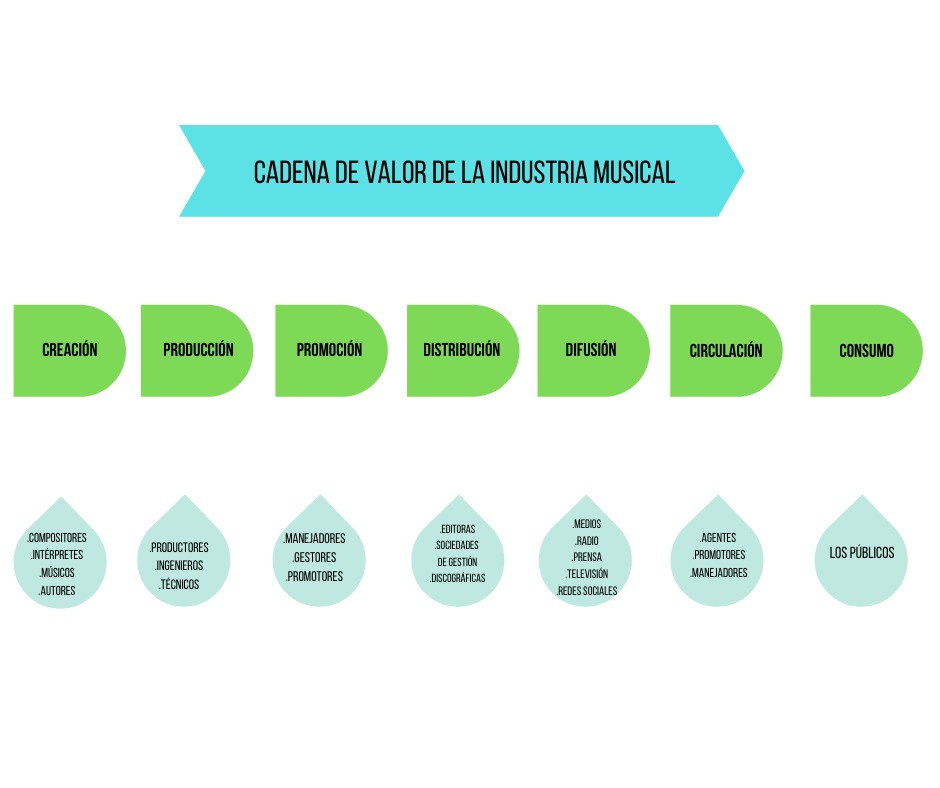 CADENA DE VALOR DE LA INDUSTRIA MUSICAL
CREACIÓN
PRODUCCIÓN
PROMOCIÓN
DISTRIBUCIÓN
DIFUSIÓN
CIRCULACIÓN
CONSUMO
.COMPOSITORES
.INTÉRPRETES
.MÚSICOS
.AUTORES
.PRODUCTORES
.INGENIEROS
.TÉCNICOS
.MANEJADORES
.GESTORES
.PROMOTORES
.EDITORAS
.SOCIEDADES
DE GESTIÓN
.DISCOGRÁFICAS
.MEDIOS
.RADIO
.PRENSA
.TELEVISIÓN
.REDES SOCIALES
.AGENTES
.PROMOTORES
.MANEJADORES
LOS PÚBLICOS